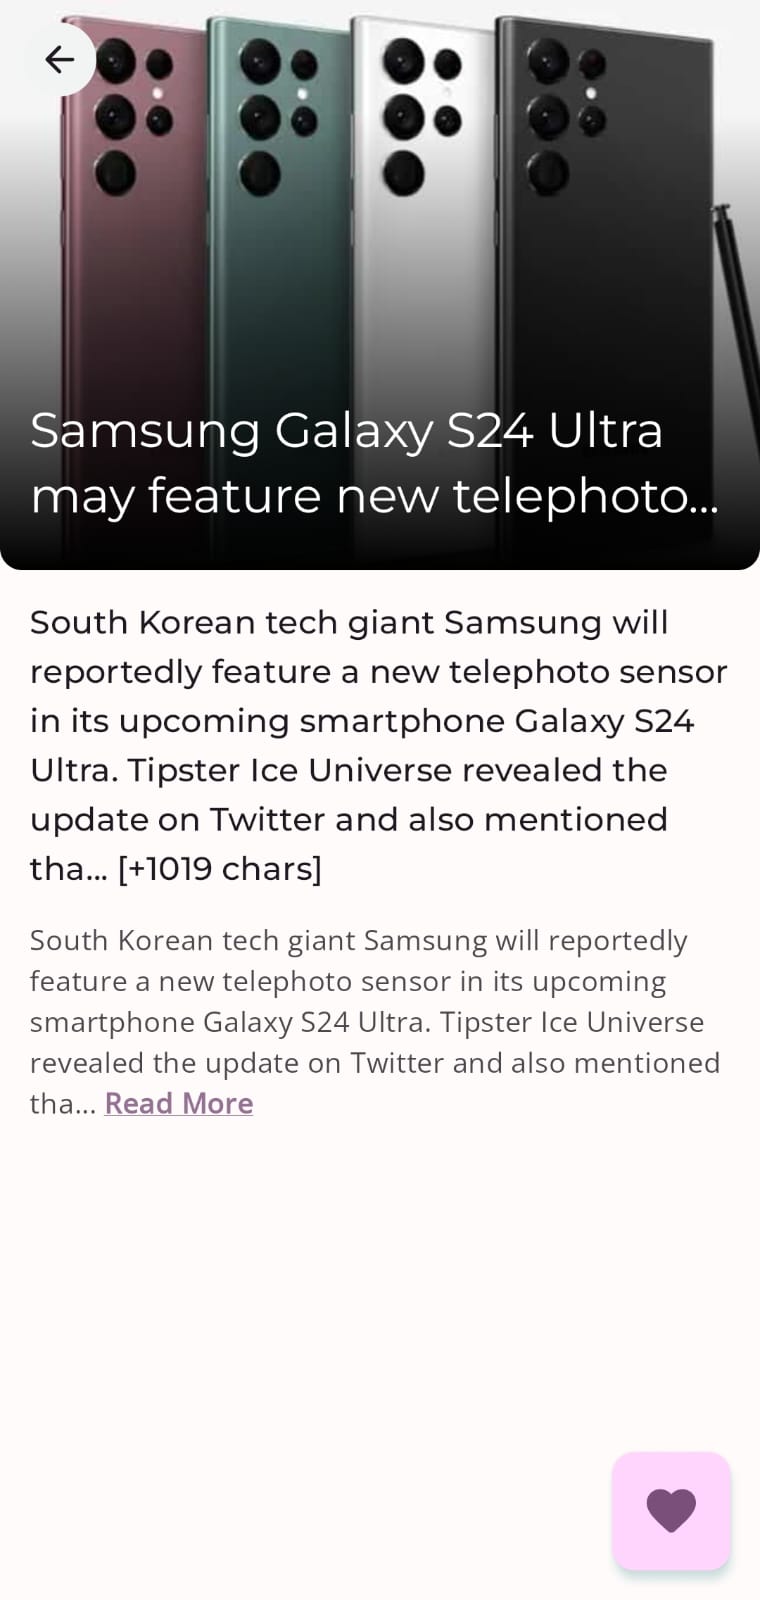 Samsung Galaxy S24 Ultra
may feature new telephoto...
South Korean tech giant Samsung will
reportedly feature a new telephoto sensor
in its upcoming smartphone Galaxy S24
Ultra. Tipster Ice Universe revealed the
update on Twitter and also mentioned
tha... [+1019 chars]
South Korean tech giant Samsung will reportedly
feature a new telephoto sensor in its upcoming
smartphone Galaxy S24 Ultra. Tipster Ice Universe
revealed the update on Twitter and also mentioned
tha... Read More